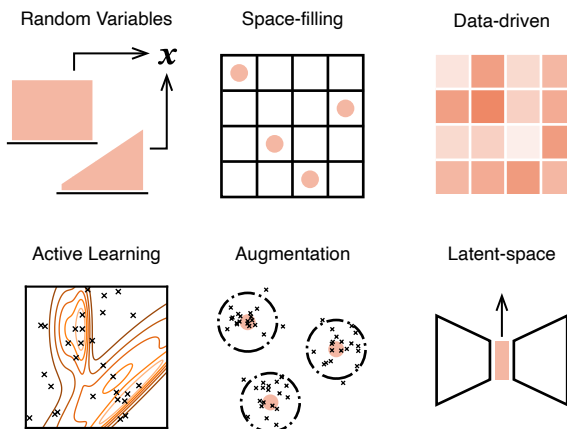 Random Variables
Space-filling
Data-driven
x
Active Learning
Augmentation
Latent-space